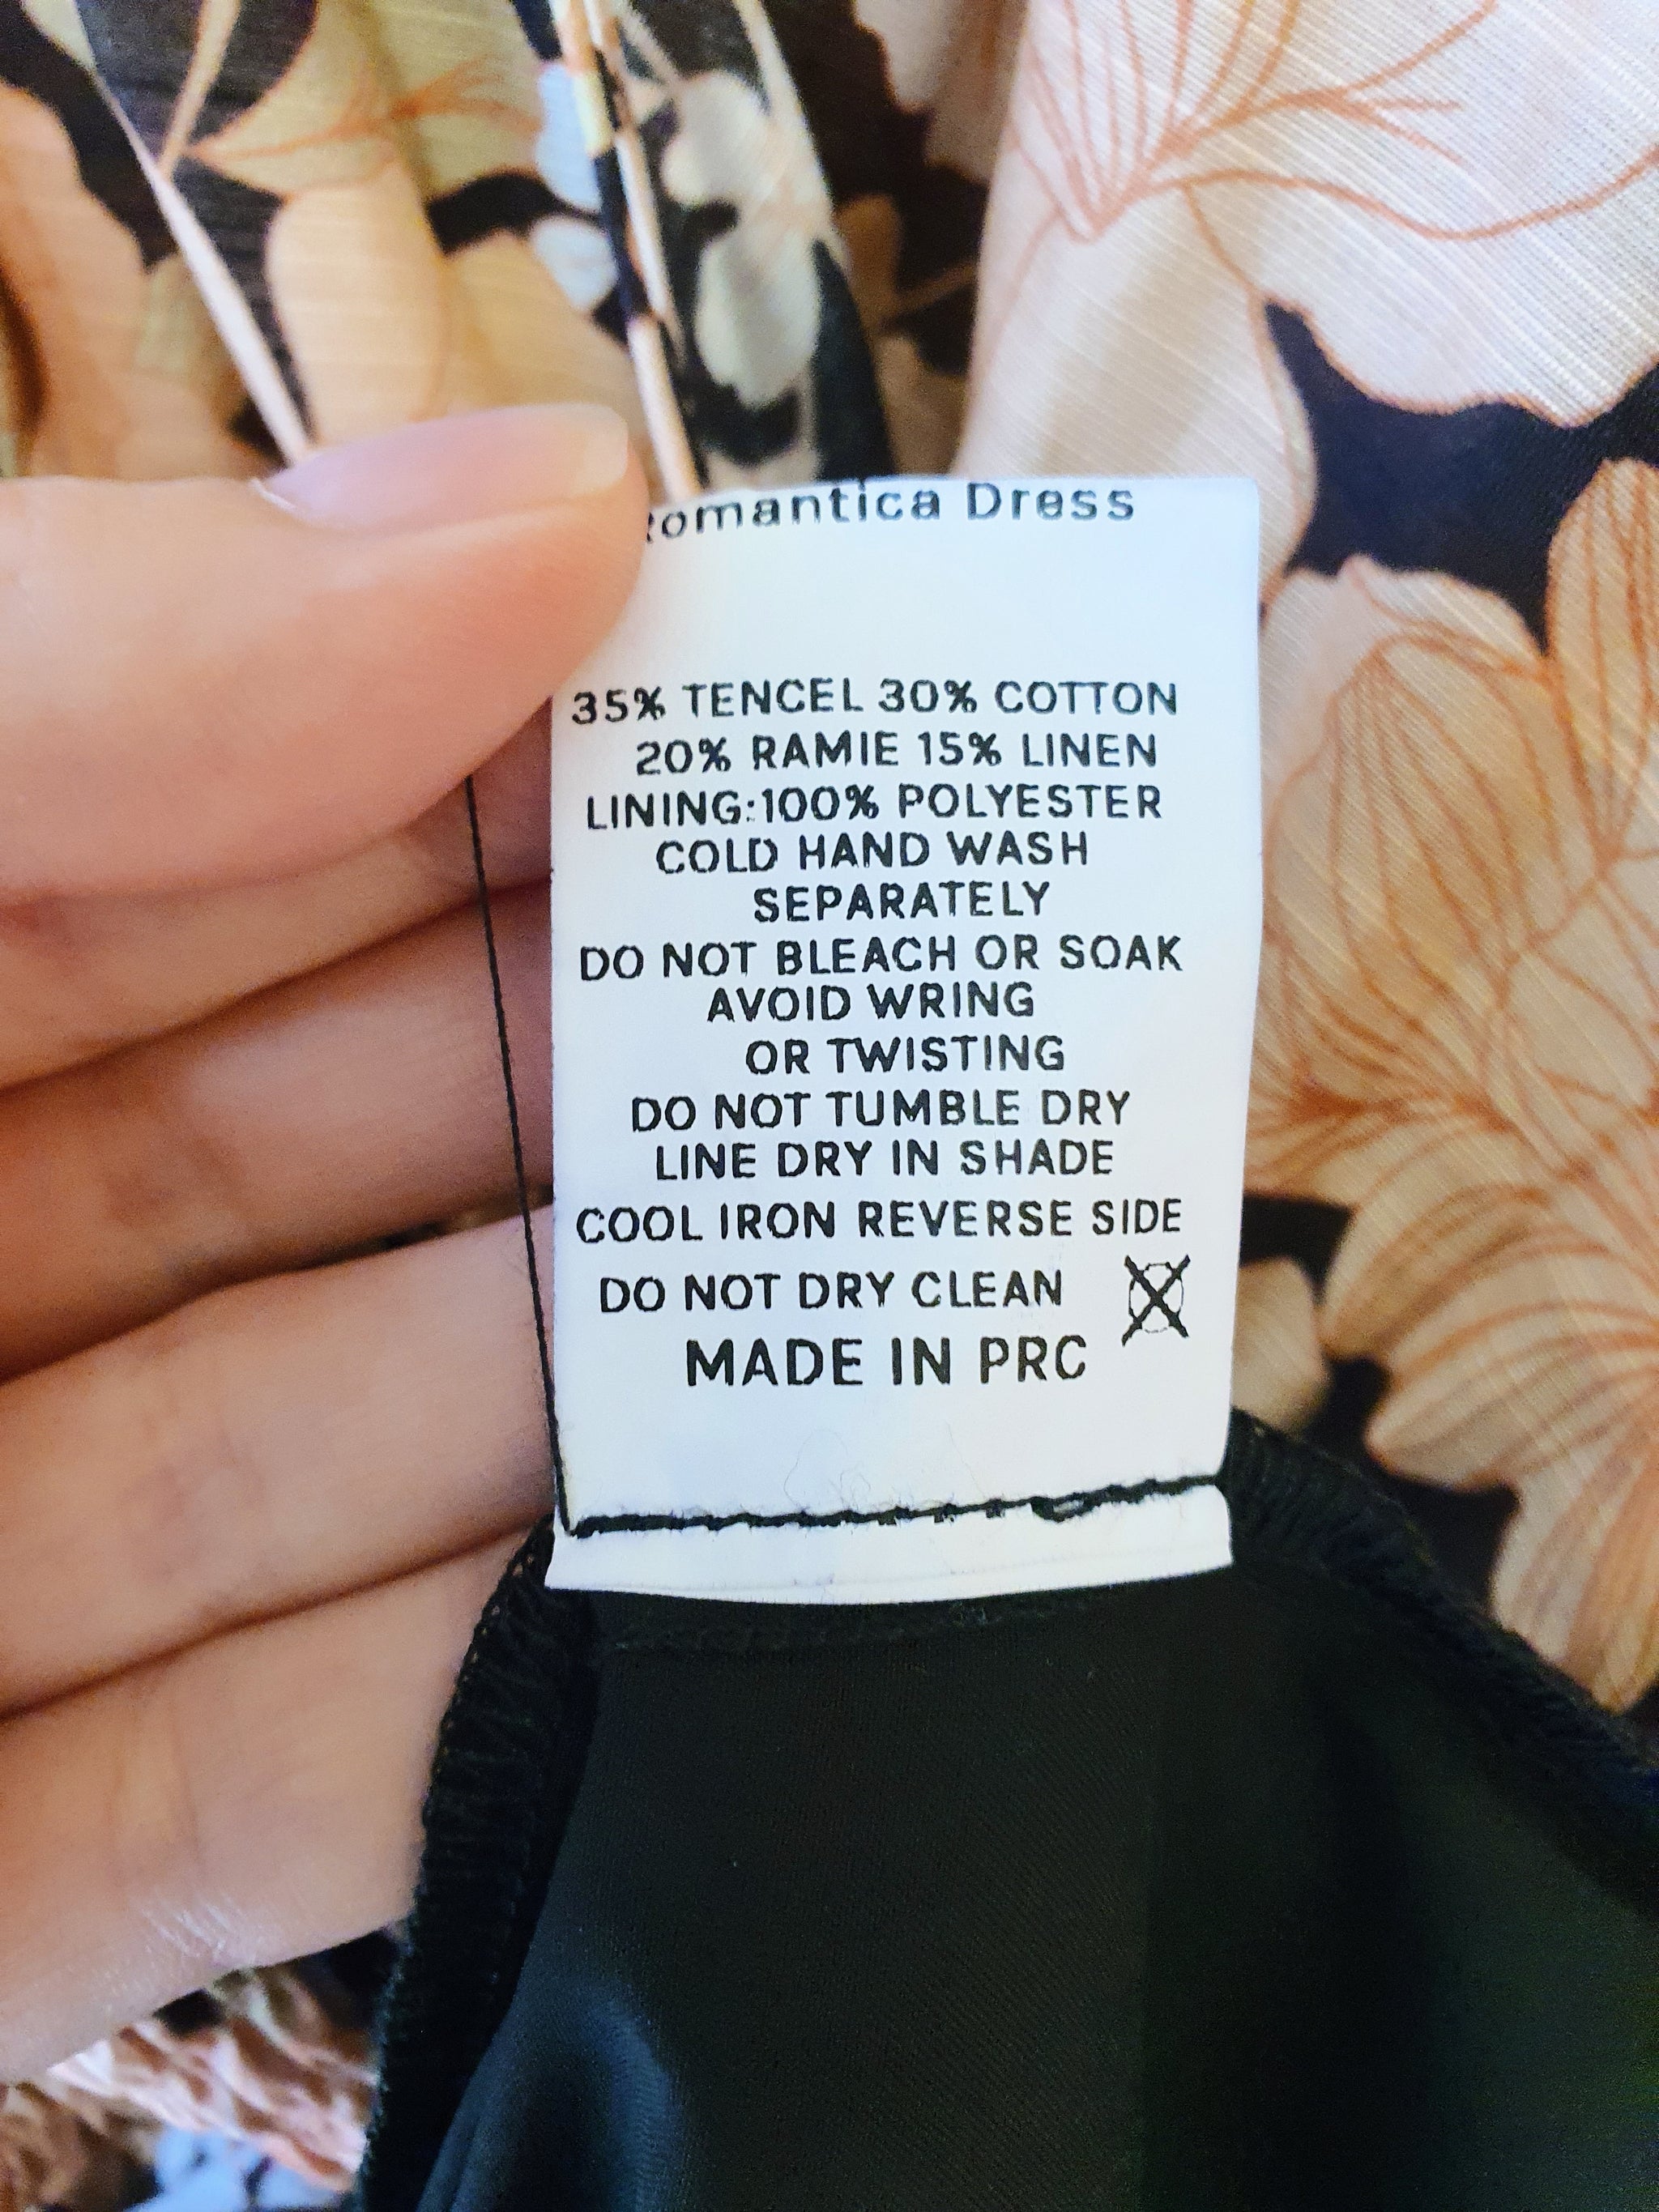 Romantica Dress
35% TENCEL 30% COTTON
20% RAMIE 15% LINEN
LINING:100% POLYESTER
COLD HAND WASH
SEPARATELY
DO NOT BLEACH OR SOAK
AVOID WRING
OR TWISTING
DO NOT TUMBLE DRY
LINE DRY IN SHADE
COOL IRON REVERSE SIDE
DO NOT DRY CLEAN
MADE IN PRC